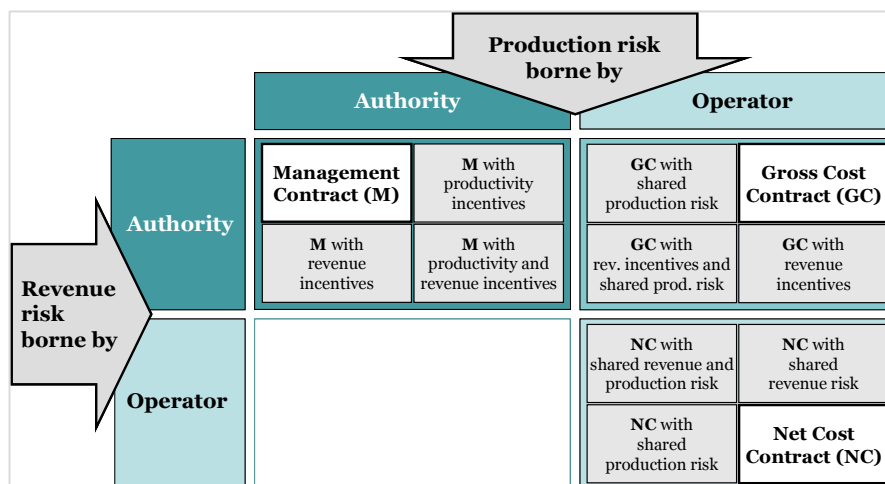 Production risk
borne by
Authority
Operator
Revenue
risk
borne by
Authority
Management
Contract (M)
M with
productivity
incentives
GC with
shared
production risk
Gross Cost
Contract (GC)
M with
revenue
incentives
M with
productivity and
revenue incentives
GC with
rev. incentives and
shared prod. risk
GC with
revenue
incentives
Operator
NC with
shared revenue and
production risk
NC with
shared
revenue risk
NC with
shared
production risk
Net Cost
Contract (NC)